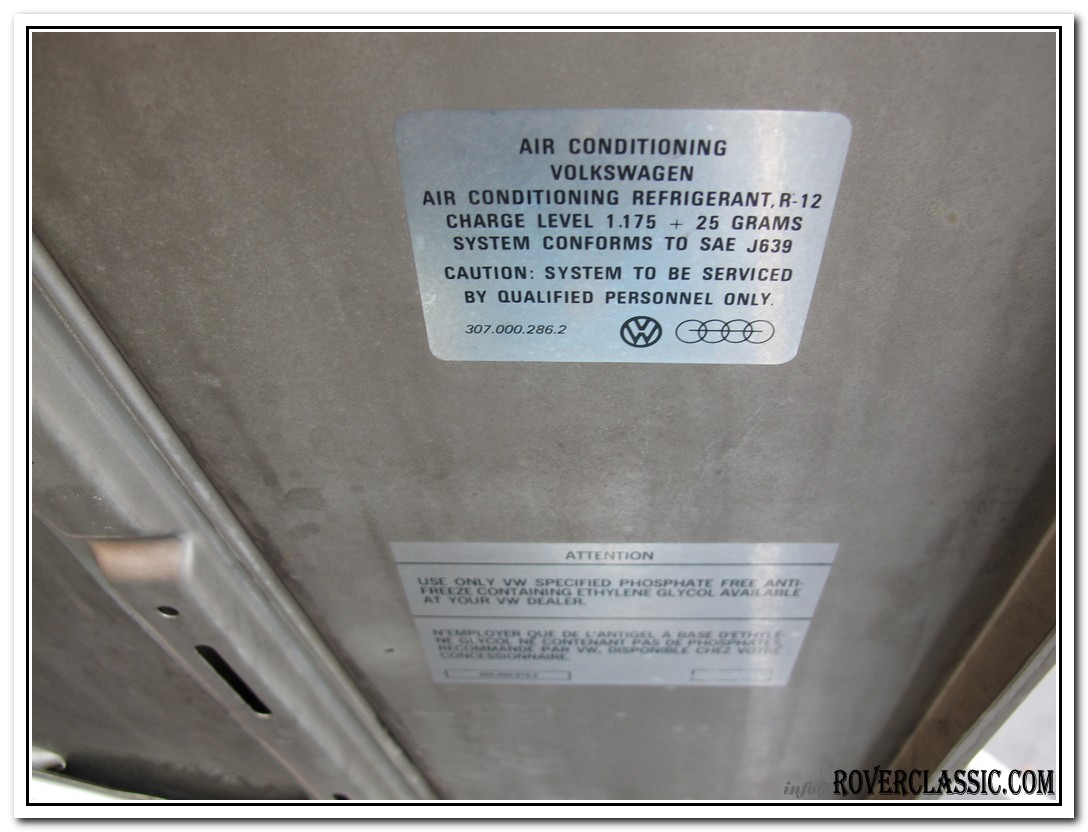 AIR CONDITIONING
VOLKSWAGEN
AIR CONDITIONING REFRIGERANT, R-12
CHARGE LEVEL 1.175 + 25 GRAMS
SYSTEM CONFORMS TO SAE J639
CAUTION: SYSTEM TO BE SERVICED
BY QUALIFIED PERSONNEL ONLY.
307.000.286.2
ATTENTION
USE ONLY VW SPECIFIED PHOSPHATE FREE ANTI-
FREEZE CONTAINING ETHYLENE GLYCOL AVAILABLE
AT YOUR VW DEALER.
N'EMPLOYER QUE DE L'ANTIGEL A BASE D'ETHYLE-
NE GLYCOL NE CONTENANT PAS DE PHOSPHATES,
RECOMMANDE PAR VW, DISPONIBLE CHEZ VOTRE
CONCESSIONNAIRE.
info@
ROVERCLASSIC.COM